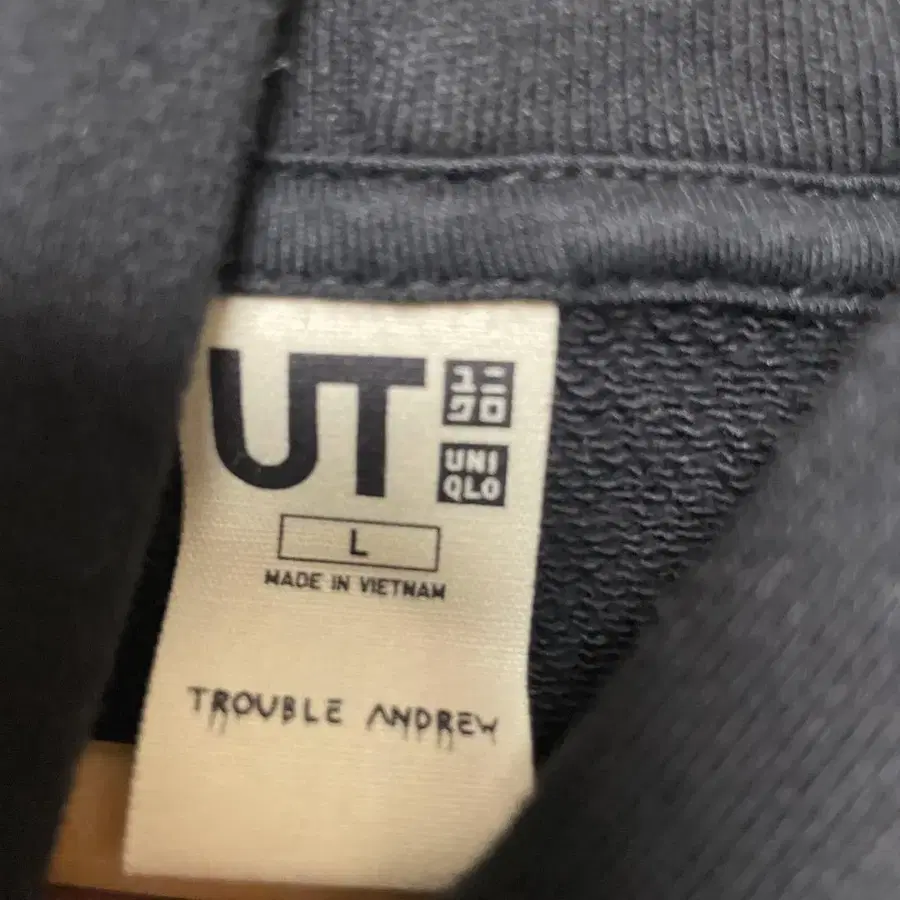 UT
ユニ
クロ
UNI
QLO
L
MADE IN VIETNAM
TROUBLE ANDREW